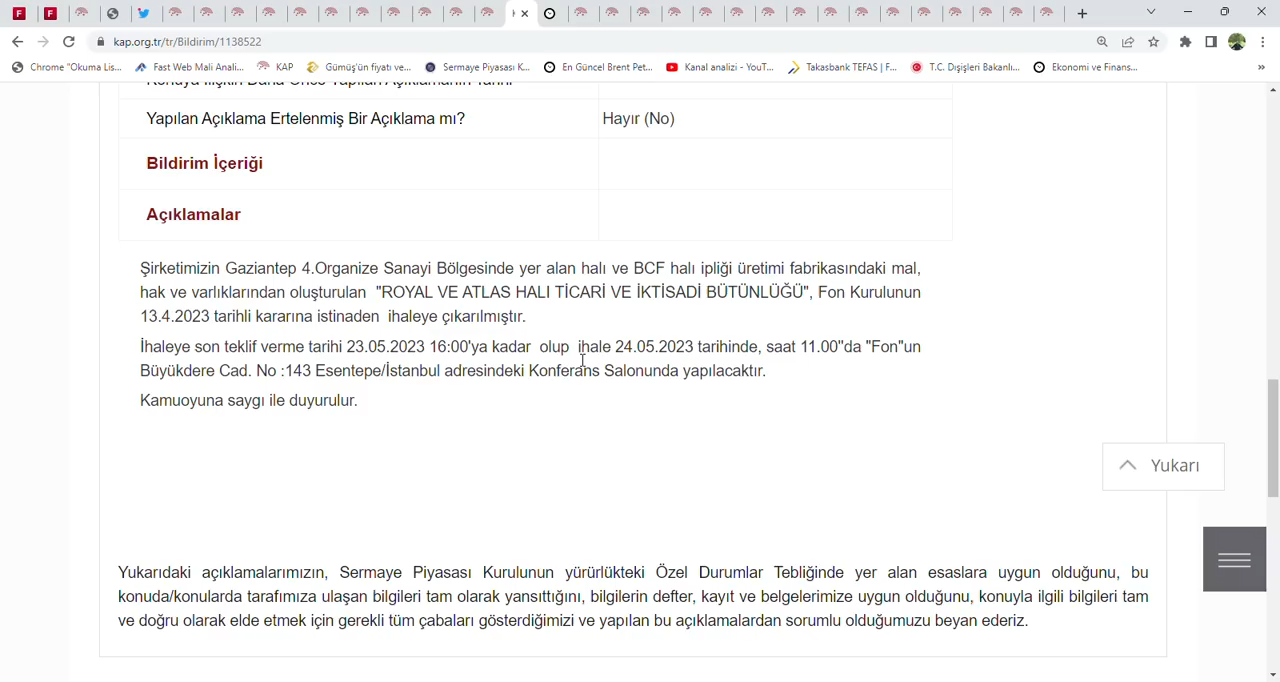 kap.org.tr/tr/Bildirim/1138522
Chrome "Okuma Lis...
Fast Web Mali Anali...
KAP
Gümüş'ün fiyatı ve...
Sermaye Piyasası K...
En Güncel Brent Pet...
Kanal analizi - YouT...
Takasbank TEFAS | F...
T.C. Dışişleri Bakanlı...
Ekonomi ve Finans...
»
Yapılan Açıklama Ertelenmiş Bir Açıklama mı?
Hayır (No)
Bildirim İçeriği
Açıklamalar
Şirketimizin Gaziantep 4.Organize Sanayi Bölgesinde yer alan halı ve BCF halı ipliği üretimi fabrikasındaki mal,
hak ve varlıklarından oluşturulan "ROYAL VE ATLAS HALI TİCARİ VE İKTİSADİ BÜTÜNLÜĞÜ", Fon Kurulunun
13.4.2023 tarihli kararına istinaden ihaleye çıkarılmıştır.
İhaleye son teklif verme tarihi 23.05.2023 16:00'ya kadar olup ihale 24.05.2023 tarihinde, saat 11.00"da "Fon"un
Büyükdere Cad. No :143 Esentepe/İstanbul adresindeki Konferans Salonunda yapılacaktır.
Kamuoyuna saygı ile duyurulur.
Yukarı
Yukarıdaki açıklamalarımızın, Sermaye Piyasası Kurulunun yürürlükteki Özel Durumlar Tebliğinde yer alan esaslara uygun olduğunu, bu
konuda/konularda tarafımıza ulaşan bilgileri tam olarak yansıttığını, bilgilerin defter, kayıt ve belgelerimize uygun olduğunu, konuyla ilgili bilgileri tam
ve doğru olarak elde etmek için gerekli tüm çabaları gösterdiğimizi ve yapılan bu açıklamalardan sorumlu olduğumuzu beyan ederiz.